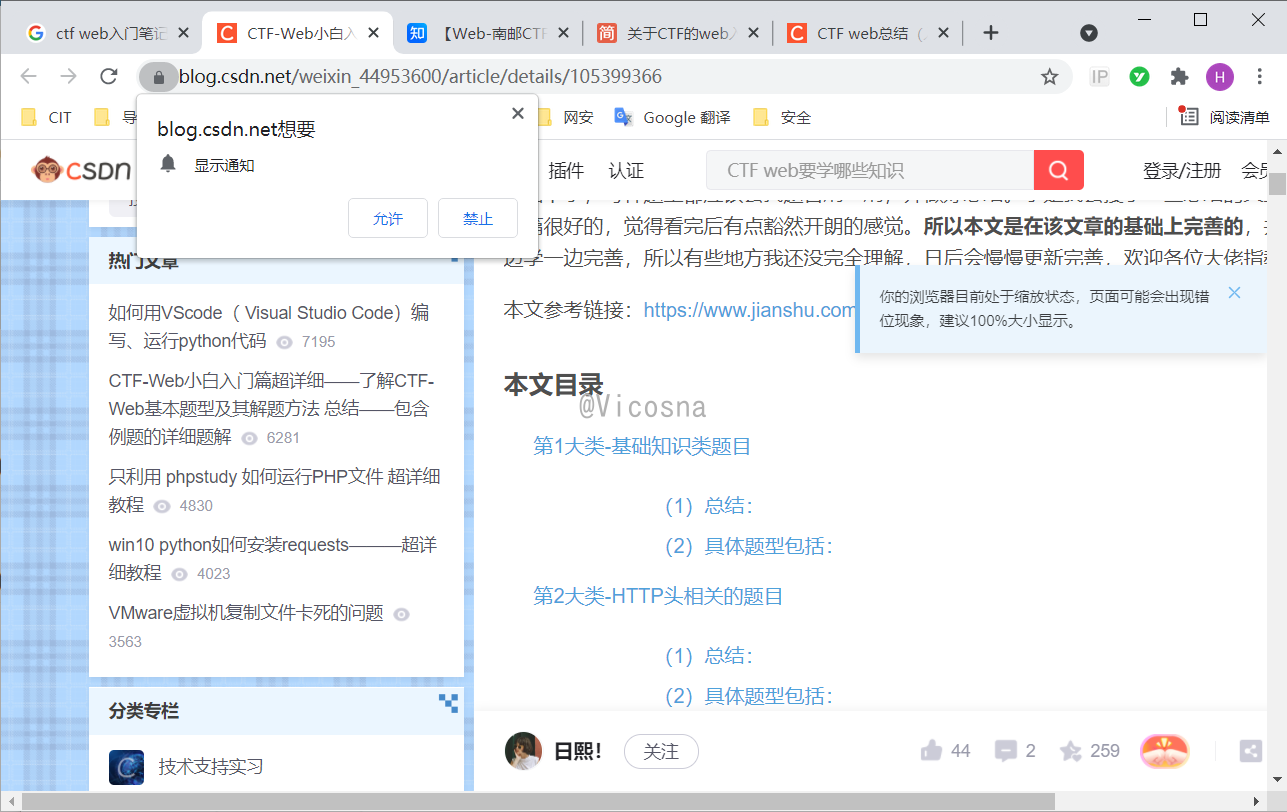 ctf web入门笔记
CTF-Web小白入
知
【Web-南邮CTF
简
关于CTF的web入
CTF web总结（
blog.csdn.net/weixin_44953600/article/details/105399366
IP
H
CIT
导
网安
Google 翻译
安全
阅读清单
blog.csdn.net想要
显示通知
允许
禁止
CSDN
插件
认证
CTF web要学哪些知识
登录/注册
会员
篇很好的，觉得看完后有点豁然开朗的感觉。所以本文是在该文章的基础上完善的，
边学一边完善，所以有些地方我还没完全理解，日后会慢慢更新完善，欢迎各位大佬指教
本文参考链接：https://www.jianshu.com
你的浏览器目前处于缩放状态，页面可能会出现错
位现象，建议100%大小显示。
热门文章
如何用VScode（ Visual Studio Code）编
写、运行python代码 7195
CTF-Web小白入门篇超详细——了解CTF-
Web基本题型及其解题方法 总结——包含
例题的详细题解 6281
只利用 phpstudy 如何运行PHP文件 超详细
教程 4830
win10 python如何安装requests———超详
细教程 4023
VMware虚拟机复制文件卡死的问题
3563
分类专栏
技术支持实习
本文目录
@Vicosna
第1大类-基础知识类题目
（1）总结：
（2）具体题型包括：
第2大类-HTTP头相关的题目
（1）总结：
（2）具体题型包括：
日熙！
关注
44
2
259